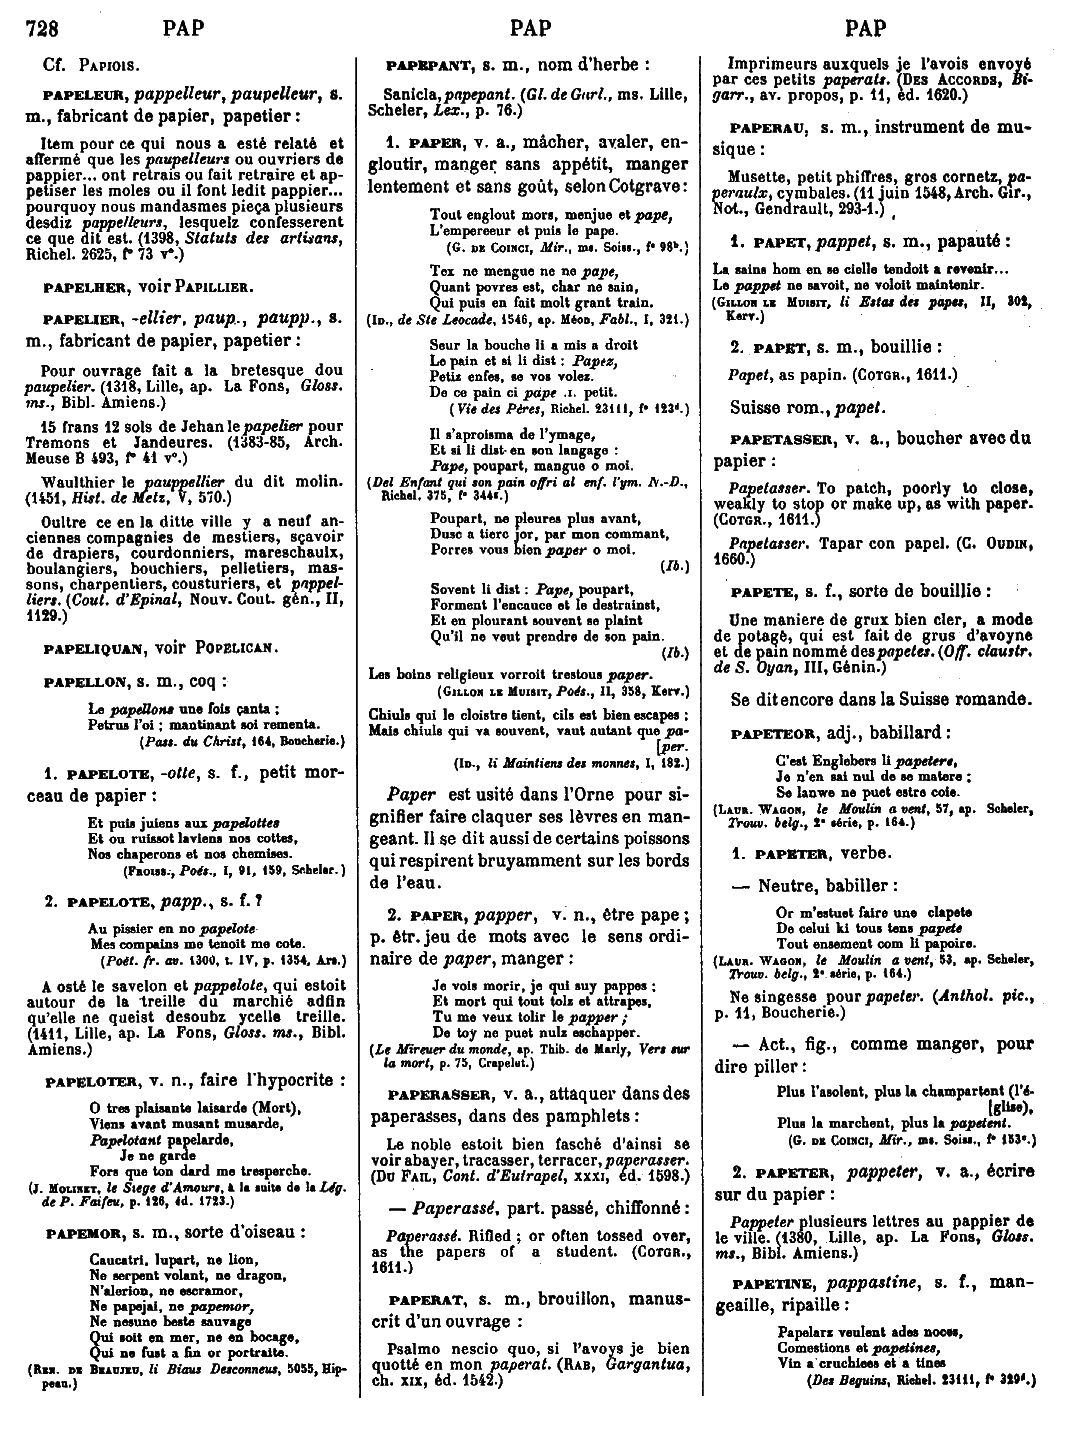 728 PAP PAP PAP
Cf. PAPIOIS.
PAPELEUR, pappelleur, paupelleur, s.
m., fabricant de papier, papetier :
Item pour ce qui nous a esté relaté et
affermé que les paupelleurs ou ouvriers de
pappier... ont retrais ou fait retraire et ap-
petiser les moles ou il font ledit pappier...
pourquoy nous mandasmes pieça plusieurs
desdiz pappelleurs, lesquelz confesserent
ce que dit est. (1398, Statuts des artisans,
Richel. 2625, f° 73 v°.)
PAPELHER, voir PAPILLIER.
PAPELIER, -ellier, paup., paupp., s.
m., fabricant de papier, papetier :
Pour ouvrage fait a la bretesque dou
paupelier. (1318, Lille, ap. La Fons, Gloss.
ms., Bibl. Amiens.)
15 frans 12 sols de Jehan le papelier pour
Tremons et Jandeures. (1383-85, Arch.
Meuse B 493, f° 41 v°.)
Waulthier le pauppellier du dit molin.
(1451, Hist. de Metz, V, 570.)
Oultre ce en la ditte ville y a neuf an-
ciennes compagnies de mestiers, sçavoir
de drapiers, courdonniers, mareschaulx,
boulangiers, bouchiers, pelletiers, mas-
sons, charpentiers, cousturiers, et pappel-
liers. (Cout. d'Epinal, Nouv. Cout. gén., II,
1129.)
PAPELIQUAN, voir POPELICAN.
PAPELLON, s. m., coq :
Le papellons une fois çanta ;
Petrus l'oi ; mantinant soi rementa.
(Pass. du Christ, 164, Boucherie.)
1. PAPELOTE, -otte, s. f., petit mor-
ceau de papier :
Et puis juiens aux papelottes
Et ou ruissot laviens nos cottes,
Nos chaperons et nos chemises.
(FROISS., Poés., I, 91, 159, Scheler.)
2. PAPELOTE, papp., s. f. ?
Au pissier en no papelote
Mes compains me tenoit me cote.
(Poët. fr. av. 1300, t. IV, p. 1354, Ars.)
A osté le savelon et pappelote, qui estoit
autour de la treille du marchié adfin
qu'elle ne queist desoubz ycelle treille.
(1411, Lille, ap. La Fons, Gloss. ms., Bibl.
Amiens.)
PAPELOTER, v. n., faire l'hypocrite :
O tres plaisante laisarde (Mort),
Viens avant musant musarde,
Papelotant papelarde,
Je ne garde
Fors que ton dard me tresperche.
(J. MOLINET, le Siege d'Amours, à la suite de la Lég.
de P. Faifeu, p. 126, éd. 1723.)
PAPEMOR, s. m., sorte d'oiseau :
Caucatri, lupart, ne lion,
Ne serpent volant, ne dragon,
N'alerion, ne escramor,
Ne papejai, ne papemor,
Ne nesune beste sauvage
Qui soit en mer, ne en bocage,
Qui ne fust a fin or portraite.
(REN. DE BEAUJEU, li Biaus Desconneus, 5055, Hip-
peau.)
PAPEPANT, s. m., nom d'herbe :
Sanicla, papepant. (Gl. de Garl., ms. Lille,
Scheler, Lex., p. 76.)
1. PAPER, v. a., mâcher, avaler, en-
gloutir, manger sans appétit, manger
lentement et sans goût, selon Cotgrave :
Tout englout mors, menjue et pape,
L'empereeur et puis le pape.
(G. DE COINCI, Mir., ms. Soiss., f° 98b.)
Tex ne mengue ne ne pape,
Quant povres est, char ne sain,
Qui puis en fait molt grant train.
(ID., de Ste Leocade, 1546, ap. Méon, Fabl., I, 321.)
Seur la bouche li a mis a droit
Le pain et si li dist : Papez,
Petiz enfes, se vos volez.
De ce pain ci pape .I. petit.
(Vie des Pères, Richel. 23111, f° 123d.)
Il s'aproisma de l'ymage,
Et si li dist en son langage :
Pape, poupart, mangue o moi.
(Del Enfant qui son pain offri al enf. l'ym. N.-D.,
Richel. 375, f° 344c.)
Poupart, ne pleures plus avant,
Dusc a tierc jor, par mon commant,
Porres vous bien paper o moi.
(Ib.)
Sovent li dist : Pape, poupart,
Forment l'encauce et le destrainst,
Et en plourant souvent se plaint
Qu'il ne veut prendre de son pain.
(Ib.)
Les boins religieux vorroit trestous paper.
(GILLON LE MUISIT, Poés., II, 358, Kerv.)
Chiuls qui le cloistre tient, cils est bien escapes ;
Mais chiuls qui va souvent, vaut autant que pa-
[per.
(ID., li Maintiens des monnes, I, 182.)
Paper est usité dans l'Orne pour si-
gnifier faire claquer ses lèvres en man-
geant. Il se dit aussi de certains poissons
qui respirent bruyamment sur les bords
de l'eau.
2. PAPER, papper, v. n., être pape ;
p. êtr. jeu de mots avec le sens ordi-
naire de paper, manger :
Je vois morir, je qui suy pappes ;
Et mort qui tout tolz et attrapes,
Tu me veux tolir le papper ;
De toy ne puet nulz eschapper.
(Le Mireuer du monde, ap. Thib. de Marly, Vers sur
la mort, p. 75, Crapelet.)
PAPERASSER, v. a., attaquer dans des
paperasses, dans des pamphlets :
Le noble estoit bien fasché d'ainsi se
voir abayer, tracasser, terracer, paperasser.
(DU FAIL, Cont. d'Eutrapel, XXXI, éd. 1598.)
— Paperassé, part. passé, chiffonné :
Paperassé. Rifled ; or often tossed over,
as the papers of a student. (COTGR.,
1611.)
PAPERAT, s. m., brouillon, manus-
crit d'un ouvrage :
Psalmo nescio quo, si l'avoys je bien
quotté en mon paperat. (RAB, Gargantua,
ch. XIX, éd. 1542.)
Imprimeurs auxquels je l'avois envoyé
par ces petits paperats. (DES ACCORDS, Bi-
garr., av. propos, p. 11, éd. 1620.)
PAPERAU, s. m., instrument de mu-
sique :
Musette, petit phiffres, gros cornetz, pa-
peraulx, cymbales. (11 juin 1548, Arch. Gir.,
Not., Gendrault, 293-1.)
1. PAPET, pappet, s. m., papauté :
La sains hom en se cielle tendoit a revenir...
Le pappet ne savoit, ne voloit maintenir.
(GILLON LE MUISIT, li Estas des papes, II, 302,
Kerv.)
2. PAPET, s. m., bouillie :
Papet, as papin. (COTGR., 1611.)
Suisse rom., papet.
PAPETASSER, v. a., boucher avec du
papier :
Papetasser. To patch, poorly to close,
weakly to stop or make up, as with paper.
(COTGR., 1611.)
Papetasser. Tapar con papel. (C. OUDIN,
1660.)
PAPETE, s. f., sorte de bouillie :
Une maniere de grux bien cler, a mode
de potagè, qui est fait de grus d'avoyne
et de pain nommé des papetes. (Off. claustr.
de S. Oyan, III, Génin.)
Se dit encore dans la Suisse romande.
PAPETEOR, adj., babillard :
C'est Englebers li papeters,
Je n'en sai nul de se matere ;
Se lanwe ne puet estre coie.
(LAUR. WAGON, le Moulin a vent, 57, ap. Scheler,
Trouv. belg., 2e série, p. 164.)
1. PAPETER, verbe.
— Neutre, babiller :
Or m'estuet faire une clapete
De celui ki tous tens papete
Tout ensement com li papoire.
(LAUR. WAGON, le Moulin a vent, 53, ap. Scheler,
Trouv. belg., 2e série, p. 164.)
Ne singesse pour papeter. (Anthol. pic.,
p. 11, Boucherie.)
— Act., fig., comme manger, pour
dire piller :
Plus l'asolent, plus la champartent (l'é-
[glise),
Plus la marchent, plus la papetent.
(G. DE COINCI, Mir., ms. Soiss., f° 153c.)
2. PAPETER, pappeter, v. a., écrire
sur du papier :
Pappeter plusieurs lettres au pappier de
le ville. (1380, Lille, ap. La Fons, Gloss.
ms., Bibl. Amiens.)
PAPETINE, pappastine, s. f., man-
geaille, ripaille :
Papelarz veulent ades noces,
Comestions et papetines,
Vin a cruchiees et a tines
(Des Beguins, Richel. 23111, f° 329d.)